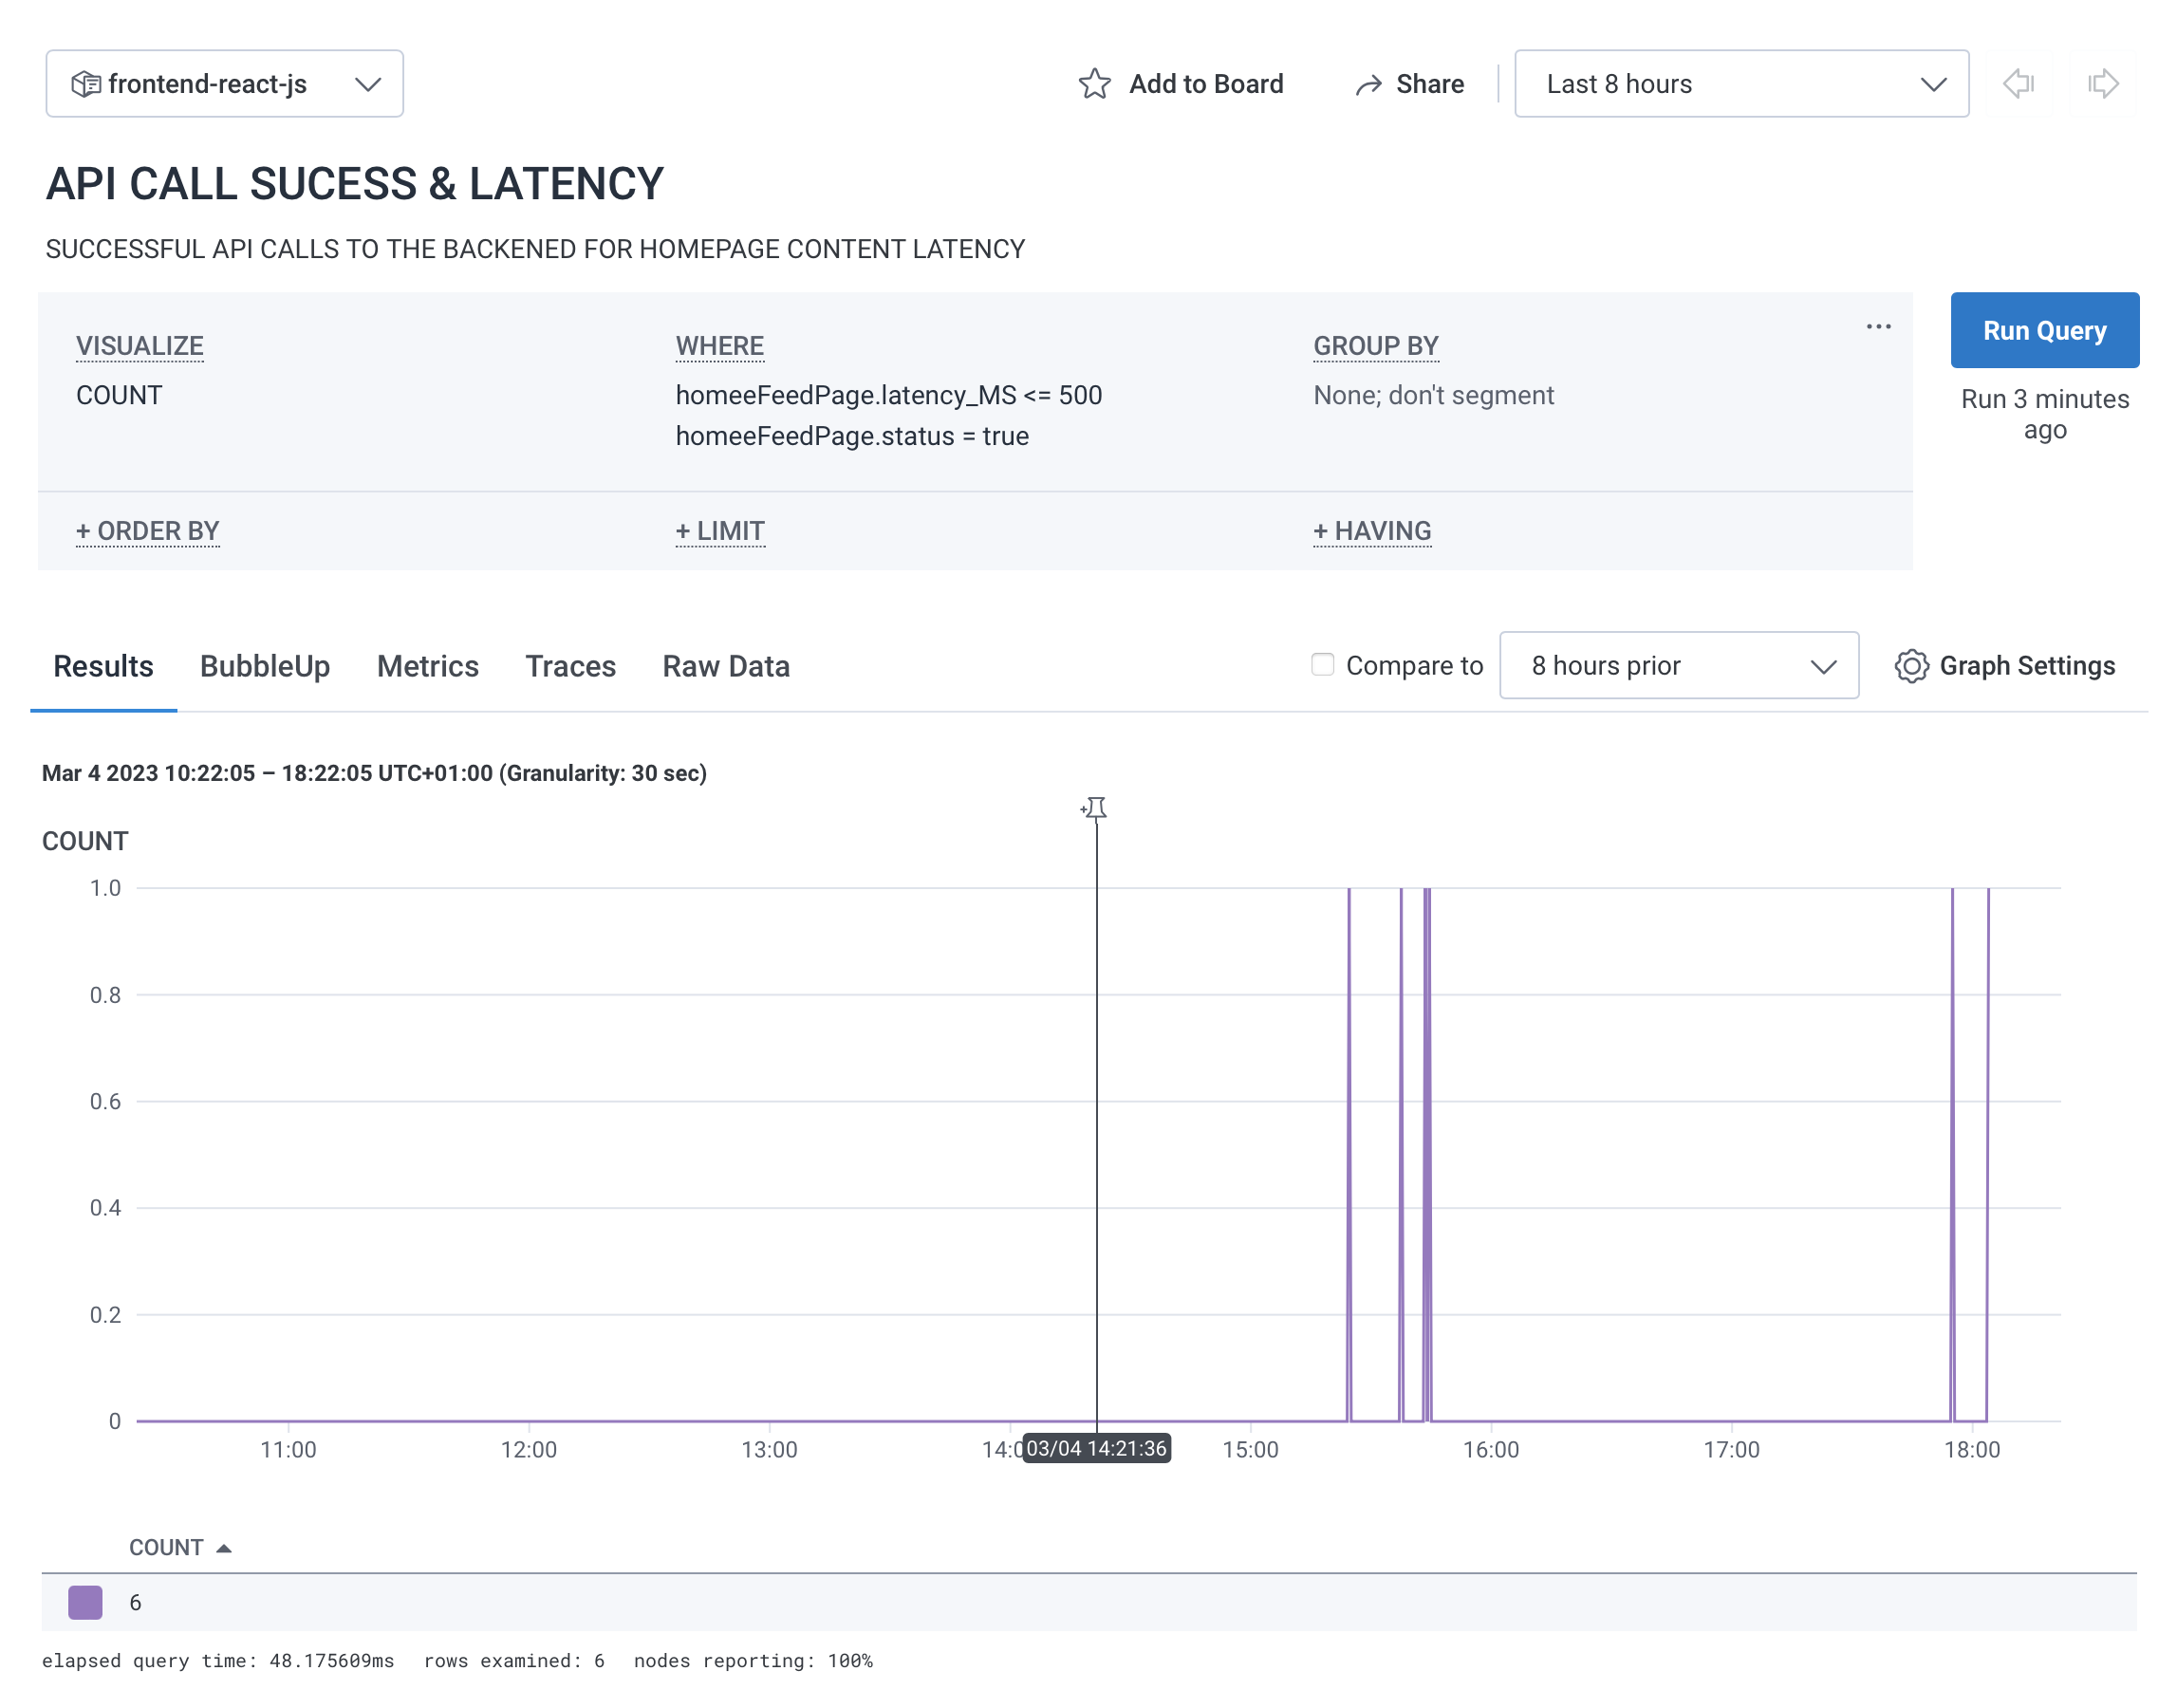 frontend-react-js
Add to Board
Share
Last 8 hours
API CALL SUCESS & LATENCY
SUCCESSFUL API CALLS TO THE BACKENED FOR HOMEPAGE CONTENT LATENCY
VISUALIZE
COUNT
WHERE
homeeFeedPage.latency_MS <= 500
homeeFeedPage.status = true
GROUP BY
None; don't segment
...
Run Query
Run 3 minutes
ago
+ ORDER BY
+ LIMIT
+ HAVING
Results BubbleUp Metrics Traces Raw Data
Compare to
8 hours prior
Graph Settings
Mar 4 2023 10:22:05 – 18:22:05 UTC+01:00 (Granularity: 30 sec)
COUNT
1.0
0.8
0.6
0.4
0.2
0
11:00 12:00 13:00 14:0 03/04 14:21:36 15:00 16:00 17:00 18:00
COUNT
6
elapsed query time: 48.175609ms rows examined: 6 nodes reporting: 100%